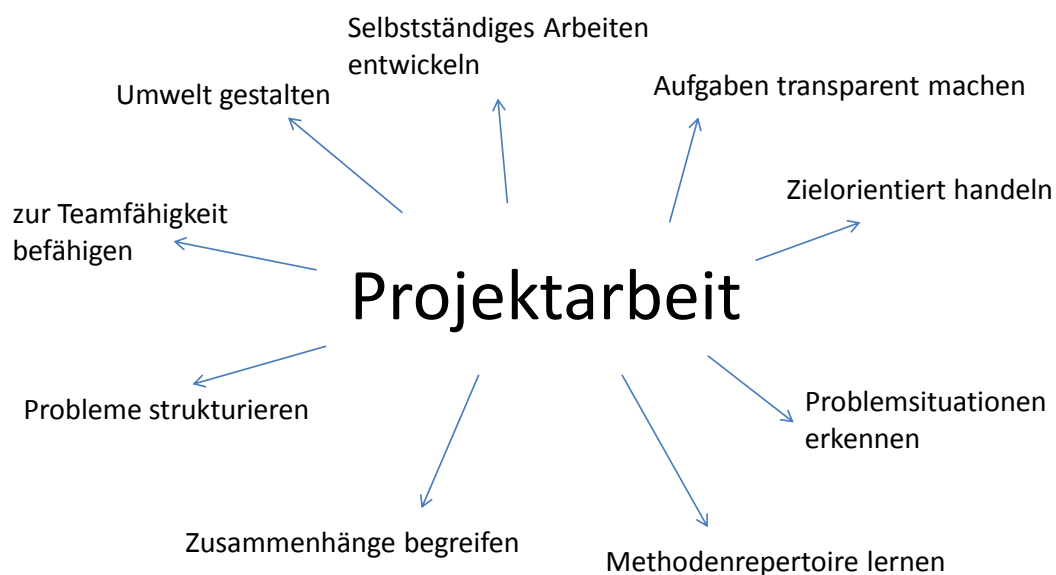 Selbstständiges Arbeiten
entwickeln
Umwelt gestalten
Aufgaben transparent machen
Zielorientiert handeln
zur Teamfähigkeit
befähigen
Projektarbeit
Probleme strukturieren
Problemsituationen
erkennen
Zusammenhänge begreifen
Methodenrepertoire lernen